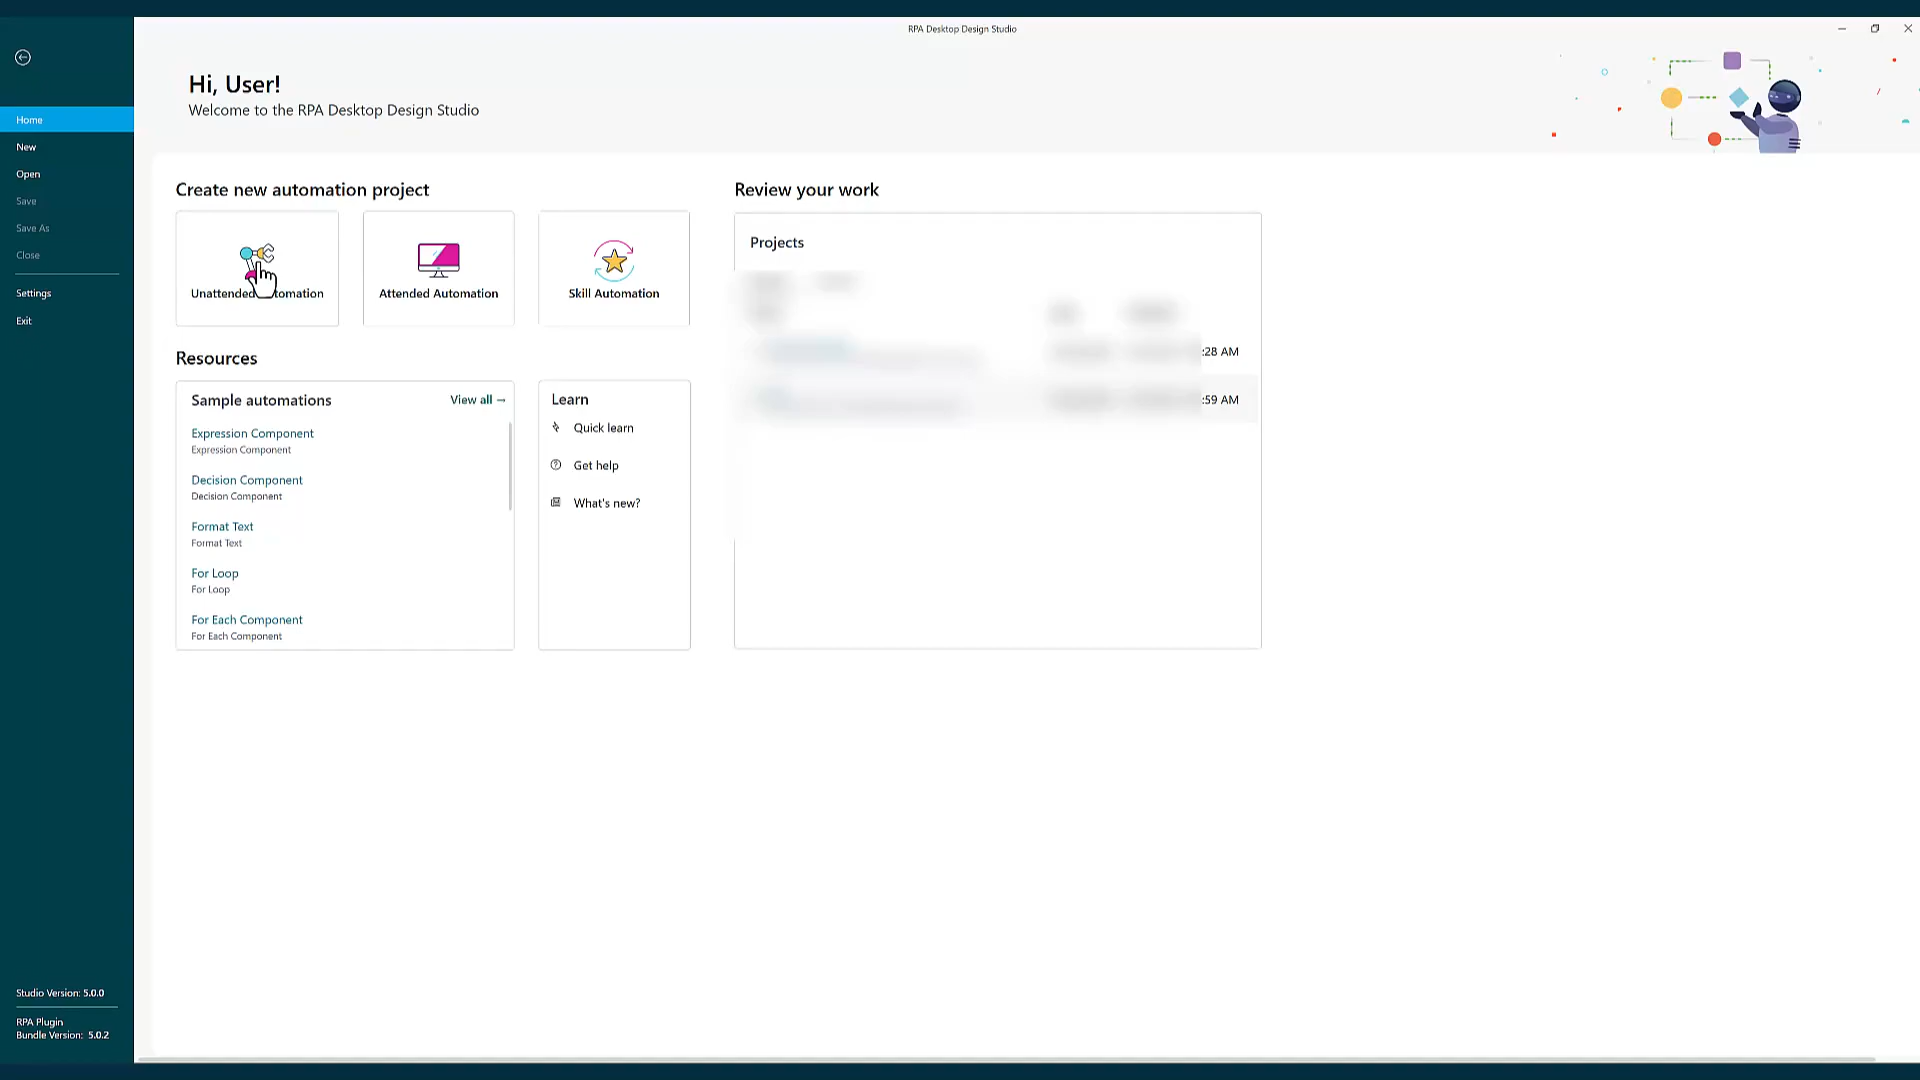 RPA Desktop Design Studio
Hi, User!
Welcome to the RPA Desktop Design Studio
Home
New
Open
Save
Save As
Close
Settings
Exit
Create new automation project
Unattended
Attended Automation
Skill Automation
Resources
Sample automations
View all →
Expression Component
Expression Component
Decision Component
Decision Component
Format Text
Format Text
For Loop
For Loop
For Each Component
For Each Component
Learn
Quick learn
Get help
What's new?
Review your work
Projects
:28 AM
:59 AM
Studio Version: 5.0.0
RPA Plugin
Bundle Version: 5.0.2